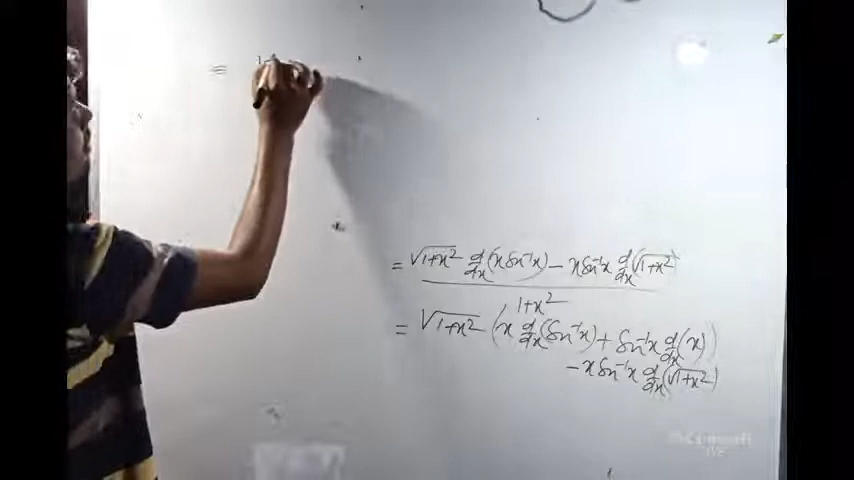 =
= √1+x² d/dx (x Sin⁻¹x) − x Sin⁻¹x d/dx (√1+x²)
1+x²
= √1+x² (x d/dx (Sin⁻¹x) + Sin⁻¹x d/dx (x))
− x Sin⁻¹x d/dx (√1+x²)